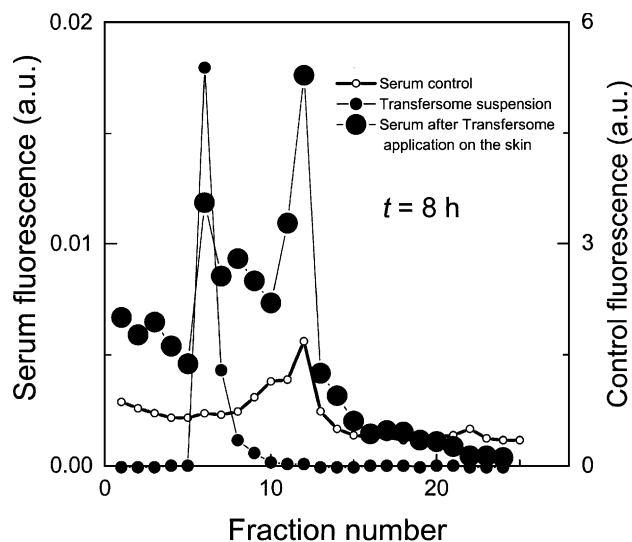 0.02
0.01
0.00
Serum fluorescence (a.u.)
6
3
0
Control fluorescence (a.u.)
Serum control
Transfersome suspension
Serum after Transfersome
application on the skin
t = 8 h
0
10
20
Fraction number